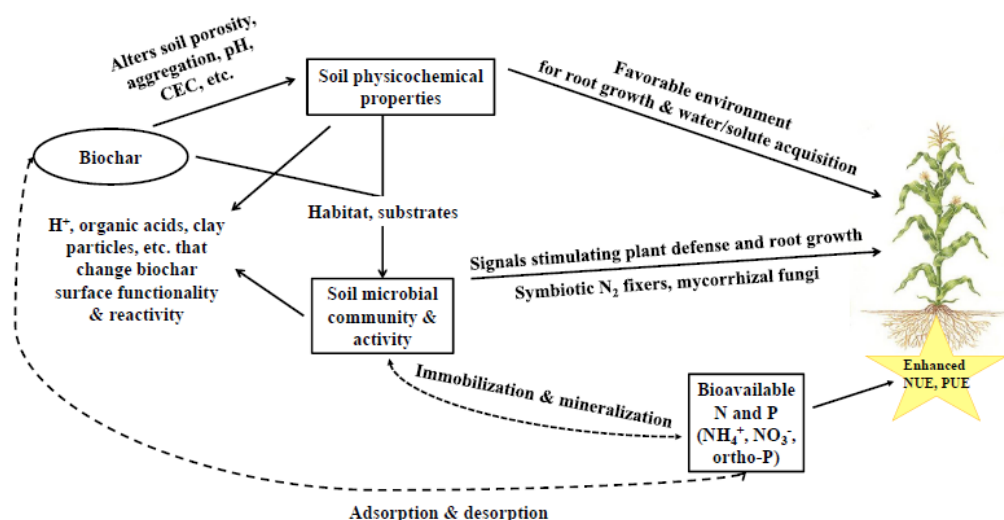 Alters soil porosity,
aggregation, pH,
CEC, etc.
Soil physicochemical
properties
Favorable environment
for root growth & water/solute acquisition
Biochar
Habitat, substrates
H⁺, organic acids, clay
particles, etc. that
change biochar
surface functionality
& reactivity
Signals stimulating plant defense and root growth
Symbiotic N₂ fixers, mycorrhizal fungi
Soil microbial
community &
activity
Immobilization & mineralization
Bioavailable
N and P
(NH₄⁺, NO₃⁻,
ortho-P)
Enhanced
NUE, PUE
Adsorption & desorption